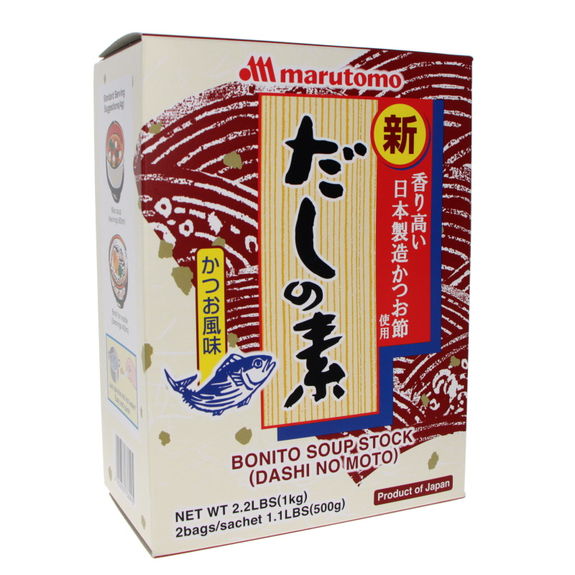 marutomo
新
だしの素
香り高い
日本製造かつお節
使用
かつお風味
BONITO SOUP STOCK
(DASHI NO MOTO)
NET WT 2.2LBS(1kg)
2bags/sachet 1.1LBS(500g)
Product of Japan